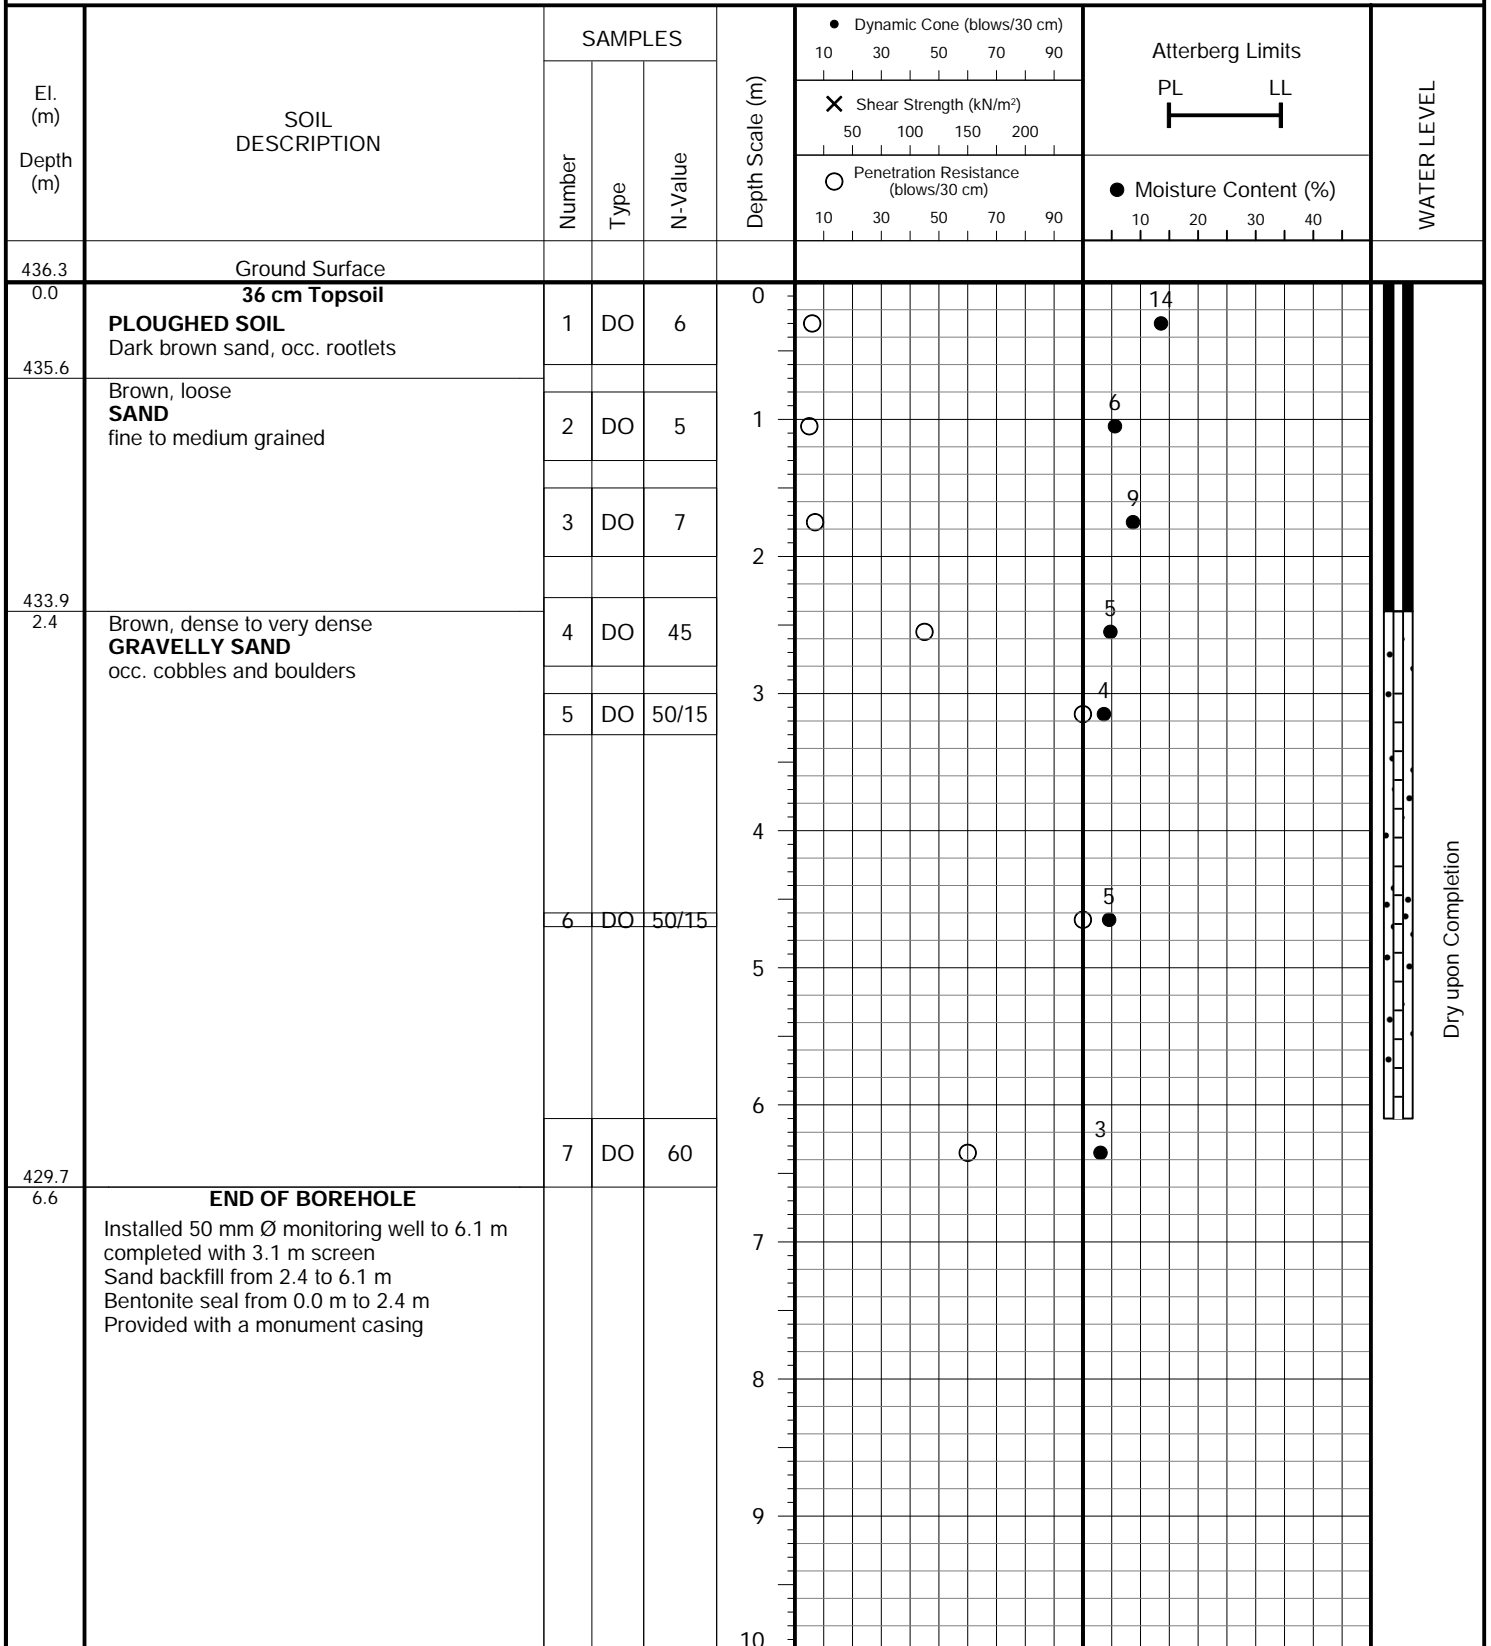 El.
(m)
Depth
(m)
SOIL
DESCRIPTION
SAMPLES
Number
Type
N-Value
Depth Scale (m)
● Dynamic Cone (blows/30 cm)
10 30 50 70 90
✕ Shear Strength (kN/m²)
50 100 150 200
○ Penetration Resistance
(blows/30 cm)
10 30 50 70 90
Atterberg Limits
PL LL
● Moisture Content (%)
10 20 30 40
WATER LEVEL
436.3 Ground Surface
0.0 36 cm Topsoil 0
14
PLOUGHED SOIL 1 DO 6
Dark brown sand, occ. rootlets
435.6
Brown, loose
6
SAND
1
fine to medium grained 2 DO 5
9
3 DO 7
2
433.9
5
2.4 Brown, dense to very dense
4 DO 45
GRAVELLY SAND
occ. cobbles and boulders
3 4
5 DO 50/15
4
5
6 DO 50/15
5
Dry upon Completion
6
3
7 DO 60
429.7
6.6 END OF BOREHOLE
Installed 50 mm Ø monitoring well to 6.1 m
7
completed with 3.1 m screen
Sand backfill from 2.4 to 6.1 m
Bentonite seal from 0.0 m to 2.4 m
Provided with a monument casing
8
9
10